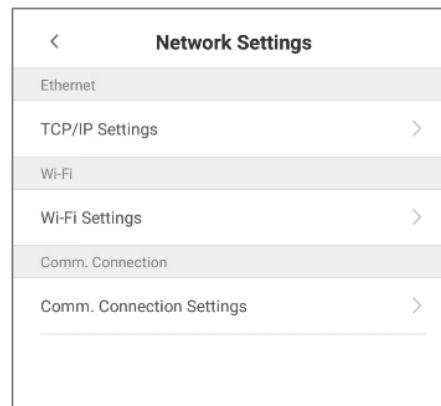 Network Settings
Ethernet
TCP/IP Settings
Wi-Fi
Wi-Fi Settings
Comm. Connection
Comm. Connection Settings